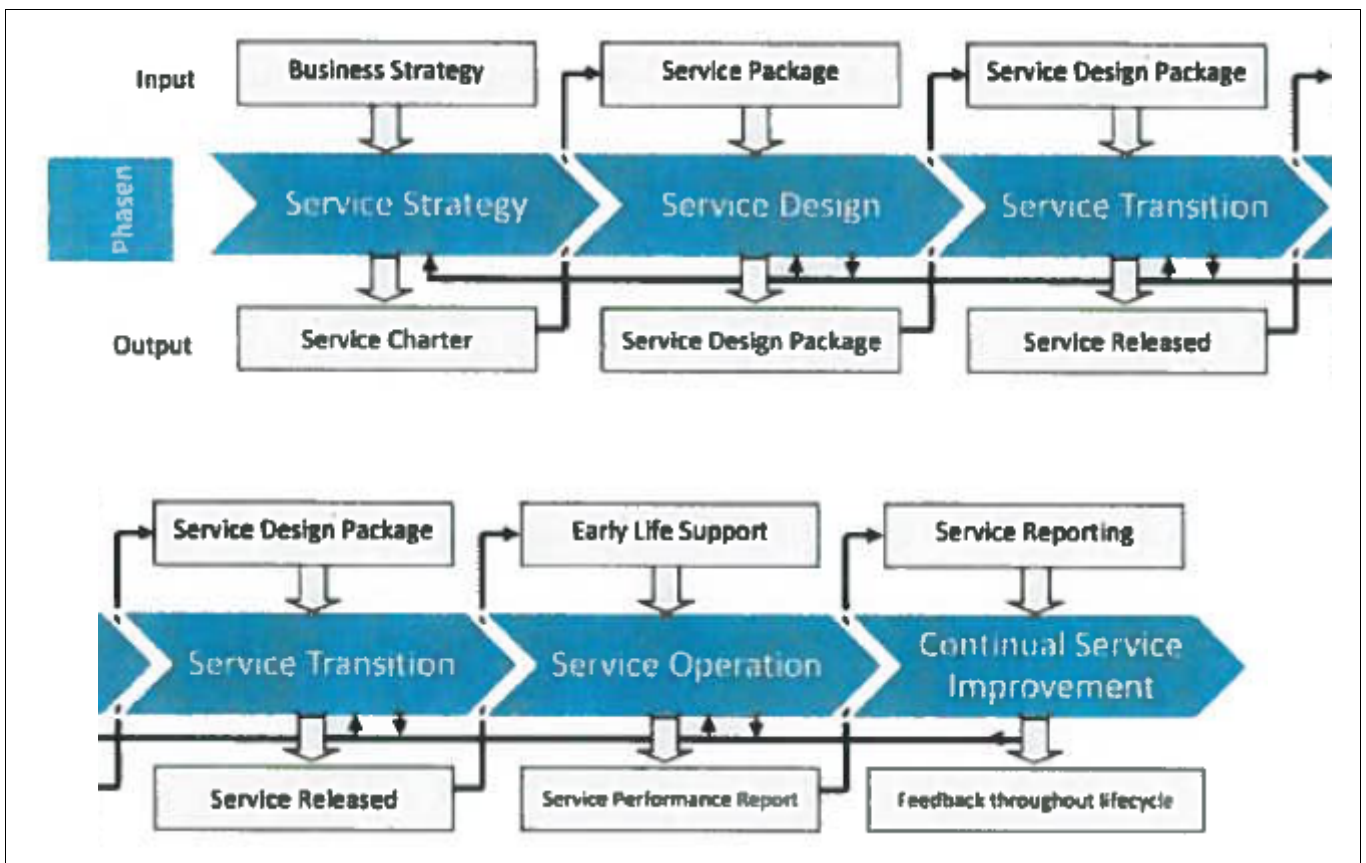 Input
Business Strategy
Service Package
Service Design Package
Phasen
Service Strategy
Service Design
Service Transition
Output
Service Charter
Service Design Package
Service Released
Service Design Package
Early Life Support
Service Reporting
Service Transition
Service Operation
Continual Service
Improvement
Service Released
Service Performance Report
Feedback throughout lifecycle